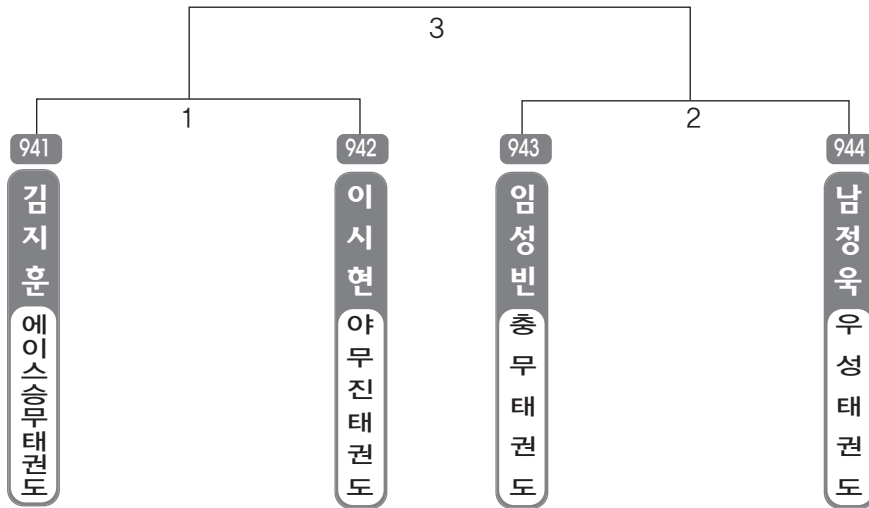 3
1
2
941
942
943
944
김지훈
이시현
임성빈
남정욱
에이스승무태권도
야무진태권도
충무태권도
우성태권도